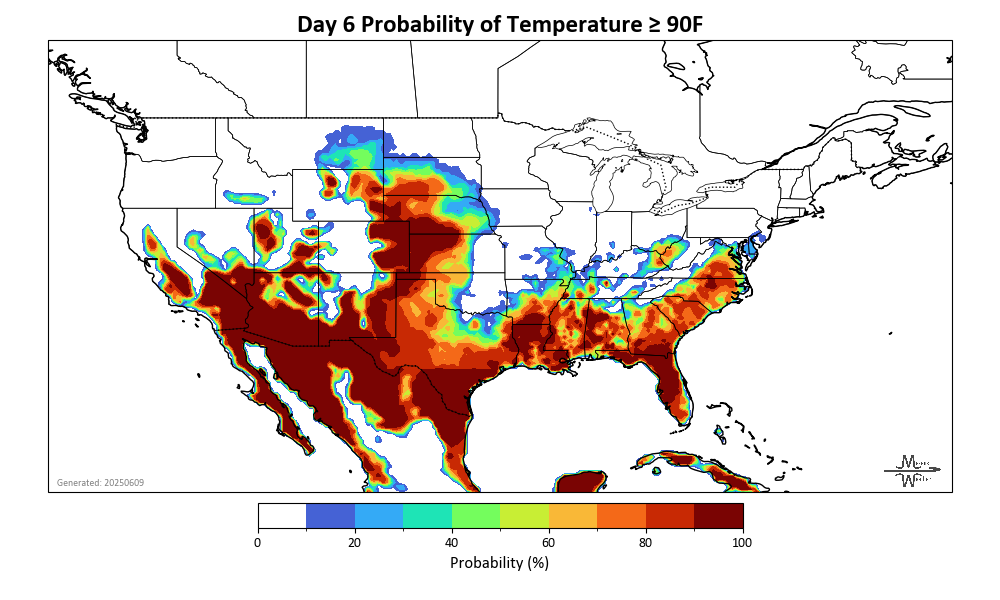 Day 6 Probability of Temperature ≥ 90F
Generated: 20250609
0 20 40 60 80 100
Probability (%)